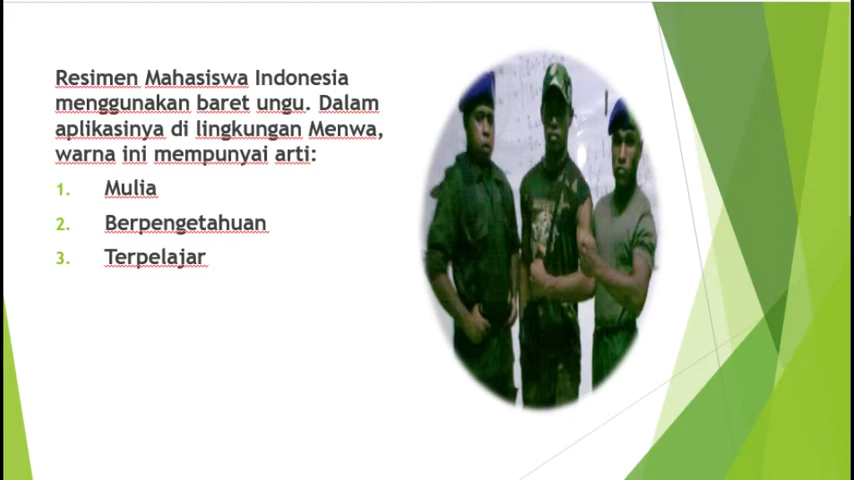 Resimen Mahasiswa Indonesia
menggunakan baret ungu. Dalam
aplikasinya di lingkungan Menwa,
warna ini mempunyai arti:
1. Mulia
2. Berpengetahuan
3. Terpelajar